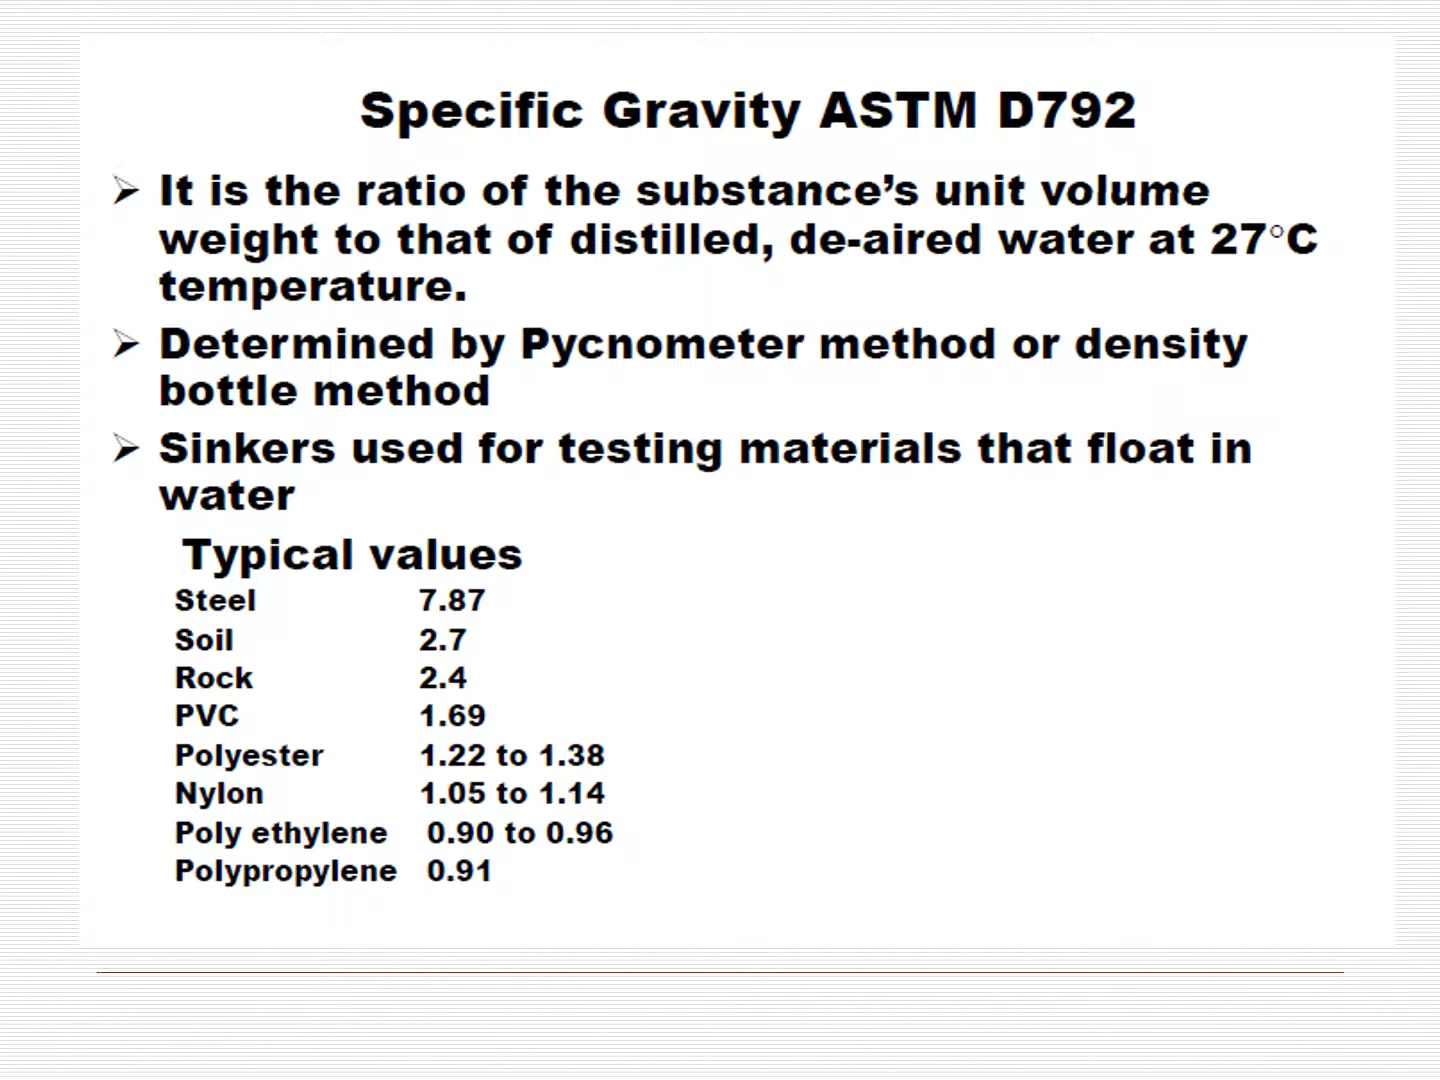 Specific Gravity ASTM D792
➢ It is the ratio of the substance’s unit volume
weight to that of distilled, de-aired water at 27°C
temperature.
➢ Determined by Pycnometer method or density
bottle method
➢ Sinkers used for testing materials that float in
water
Typical values
Steel 7.87
Soil 2.7
Rock 2.4
PVC 1.69
Polyester 1.22 to 1.38
Nylon 1.05 to 1.14
Poly ethylene 0.90 to 0.96
Polypropylene 0.91